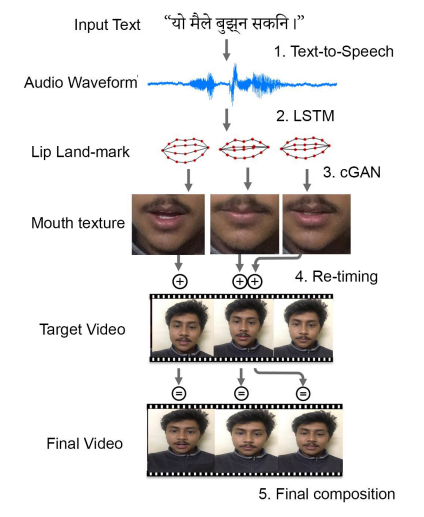 Input Text “यो मैले बुझ्न सकनि।”
1. Text-to-Speech
Audio Waveform
2. LSTM
Lip Land-mark
3. cGAN
Mouth texture
4. Re-timing
Target Video
Final Video
5. Final composition